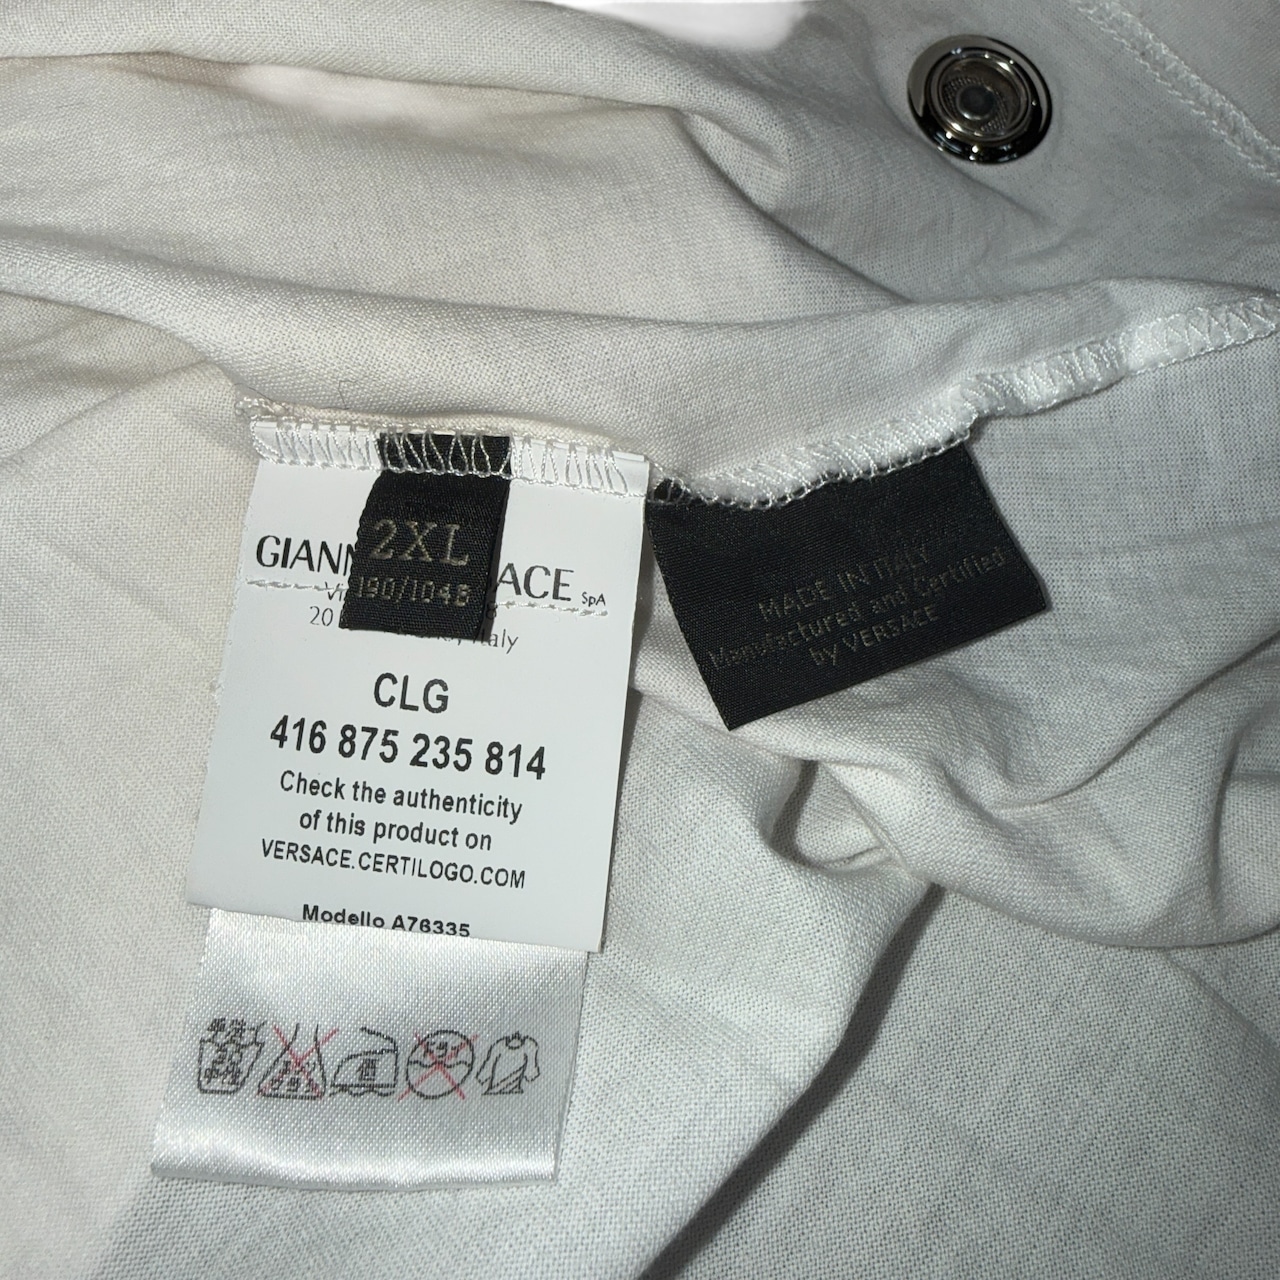 2XL
190/104B
GIANN ACE SpA
Vi
20 Italy
CLG
416 875 235 814
Check the authenticity
of this product on
VERSACE.CERTILOGO.COM
Modello A76335
MADE IN ITALY
Manufactured and Certified
by VERSACE